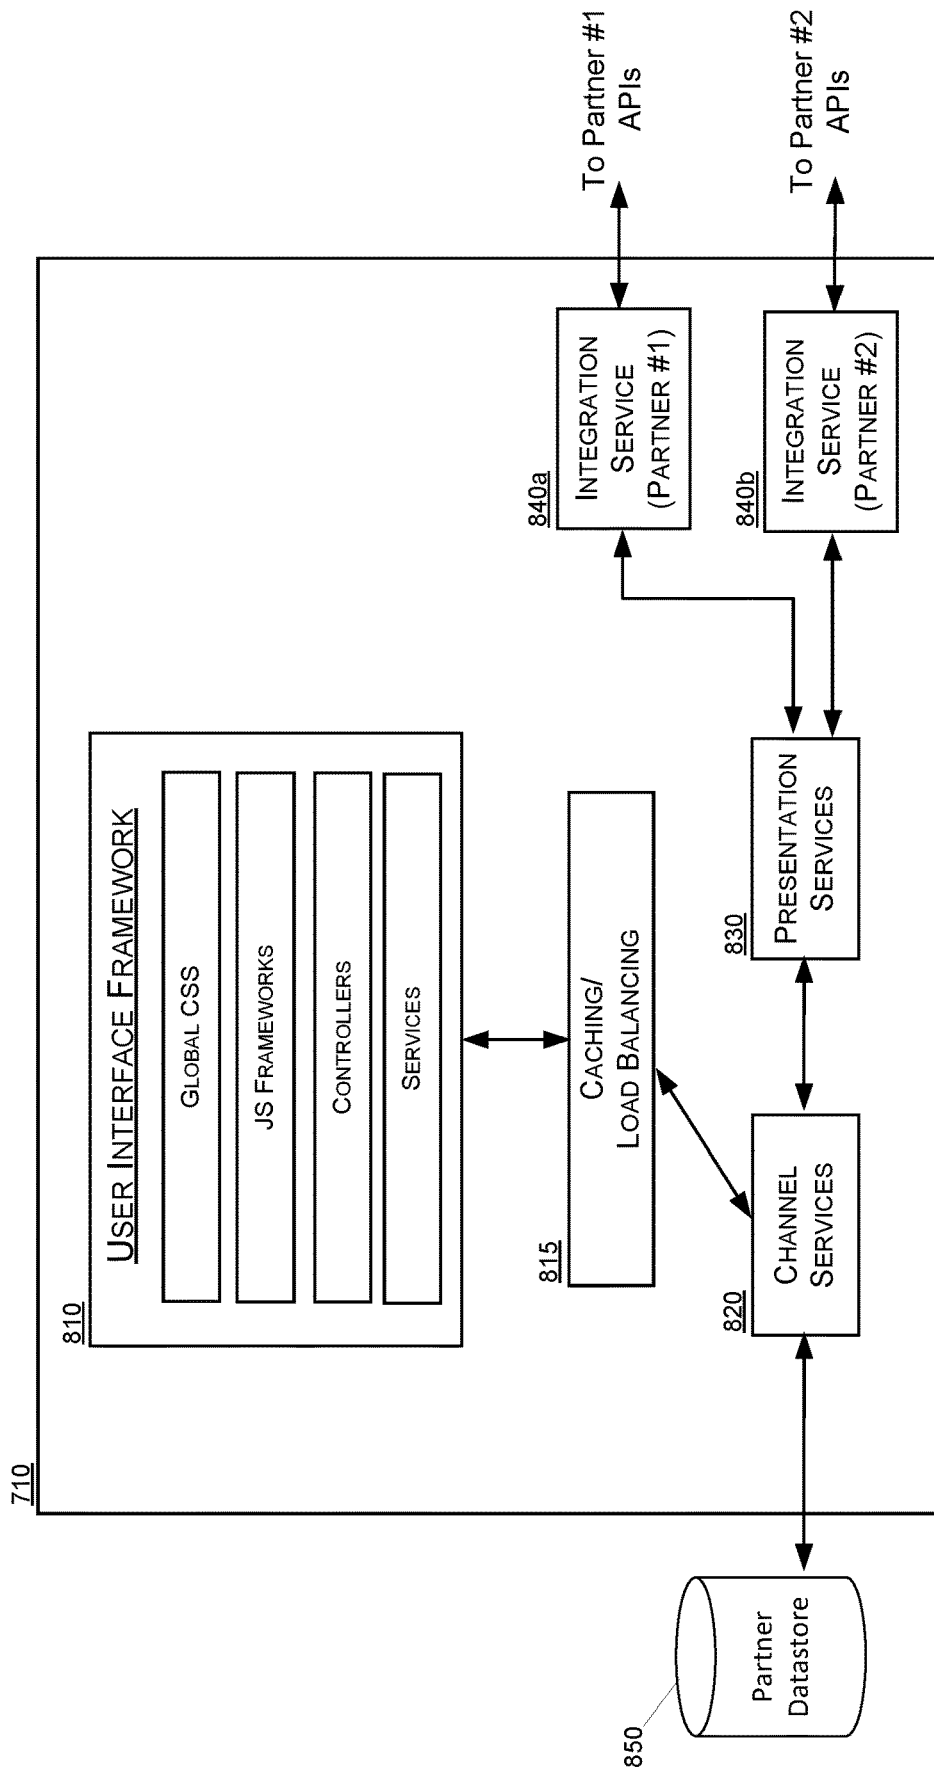 710
810
USER INTERFACE FRAMEWORK
GLOBAL CSS
JS FRAMEWORKS
CONTROLLERS
SERVICES
815
CACHING/
LOAD BALANCING
840a
INTEGRATION
SERVICE
(PARTNER #1)
To Partner #1
APIs
850
Partner
Datastore
820
CHANNEL
SERVICES
830
PRESENTATION
SERVICES
840b
INTEGRATION
SERVICE
(PARTNER #2)
To Partner #2
APIs